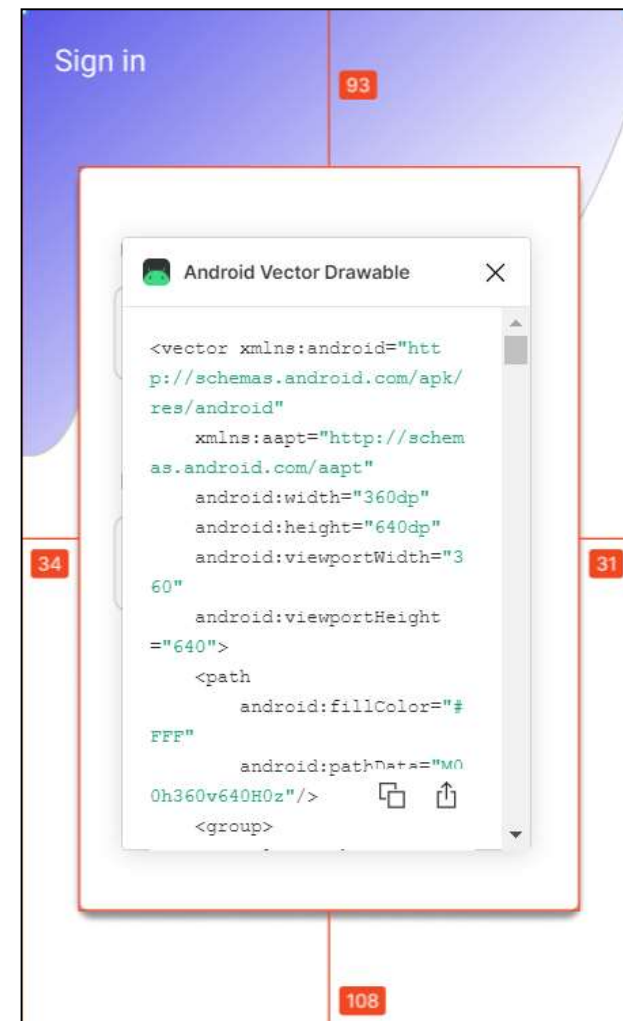 Sign in
93
Android Vector Drawable
<vector xmlns:android="htt
p://schemas.android.com/apk/
res/android"
    xmlns:aapt="http://schem
as.android.com/aapt"
    android:width="360dp"
    android:height="640dp"
    android:viewportWidth="3
60"
    android:viewportHeight
="640">
    <path
        android:fillColor="#
FFF"
        android:pathData="M0
0h360v640H0z"/>
    <group>
34
31
108